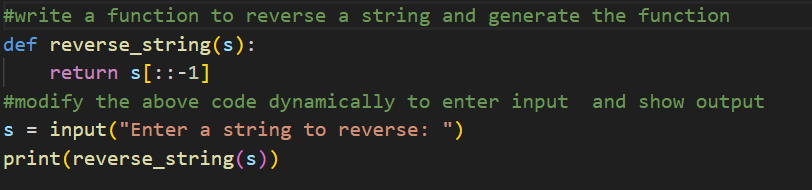 #write a function to reverse a string and generate the function
def reverse_string(s):
    return s[::-1]
#modify the above code dynamically to enter input  and show output
s = input("Enter a string to reverse: ")
print(reverse_string(s))